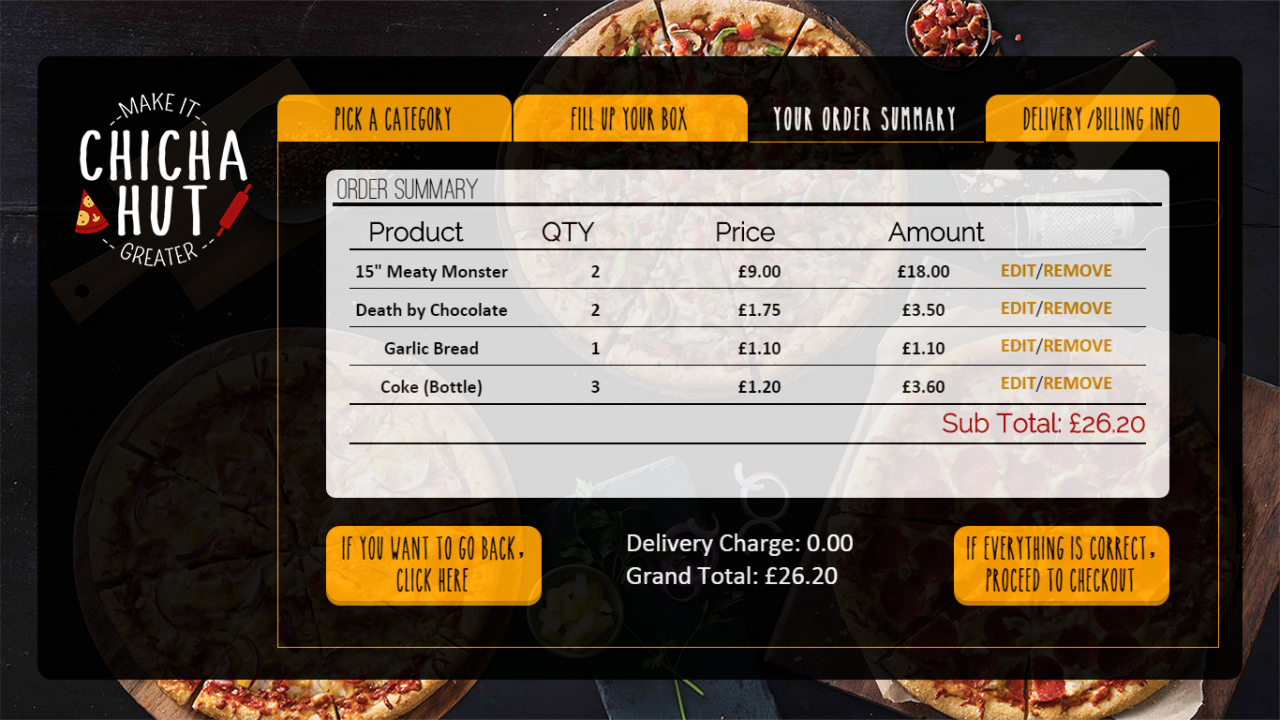 MAKE IT
CHICHA
HUT
GREATER
PICK A CATEGORY
FILL UP YOUR BOX
YOUR ORDER SUMMARY
DELIVERY /BILLING INFO
ORDER SUMMARY
Product QTY Price Amount
15" Meaty Monster 2 £9.00 £18.00 EDIT/REMOVE
Death by Chocolate 2 £1.75 £3.50 EDIT/REMOVE
Garlic Bread 1 £1.10 £1.10 EDIT/REMOVE
Coke (Bottle) 3 £1.20 £3.60 EDIT/REMOVE
Sub Total: £26.20
IF YOU WANT TO GO BACK,
CLICK HERE
Delivery Charge: 0.00
Grand Total: £26.20
IF EVERYTHING IS CORRECT,
PROCEED TO CHECKOUT